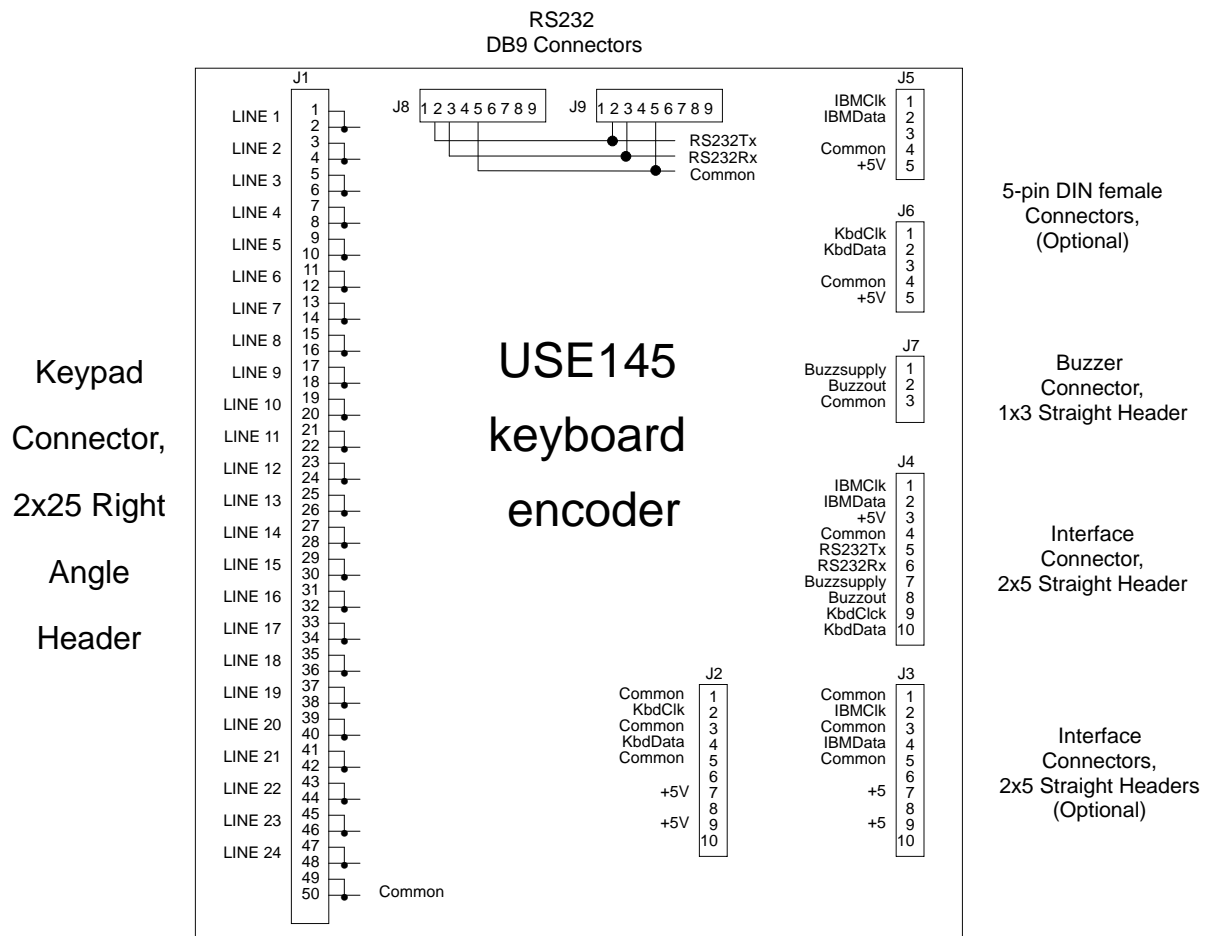 RS232
DB9 Connectors
J1
LINE 1 1
2
LINE 2 3
4
LINE 3 5
6
LINE 4 7
8
LINE 5 9
10
LINE 6 11
12
LINE 7 13
14
LINE 8 15
16
LINE 9 17
18
LINE 10 19
20
LINE 11 21
22
LINE 12 23
24
LINE 13 25
26
LINE 14 27
28
LINE 15 29
30
LINE 16 31
32
LINE 17 33
34
LINE 18 35
36
LINE 19 37
38
LINE 20 39
40
LINE 21 41
42
LINE 22 43
44
LINE 23 45
46
LINE 24 47
48
49
50 Common
Keypad
Connector,
2x25 Right
Angle
Header
J8 1 2 3 4 5 6 7 8 9
J9 1 2 3 4 5 6 7 8 9
RS232Tx
RS232Rx
Common
USE145
keyboard
encoder
J5
IBMClk 1
IBMData 2
3
Common 4
+5V 5
J6
KbdClk 1
KbdData 2
3
Common 4
+5V 5
5-pin DIN female
Connectors,
(Optional)
J7
Buzzsupply 1
Buzzout 2
Common 3
Buzzer
Connector,
1x3 Straight Header
J4
IBMClk 1
IBMData 2
+5V 3
Common 4
RS232Tx 5
RS232Rx 6
Buzzsupply 7
Buzzout 8
KbdClck 9
KbdData 10
Interface
Connector,
2x5 Straight Header
J2
Common 1
KbdClk 2
Common 3
KbdData 4
Common 5
6
+5V 7
8
+5V 9
10
J3
Common 1
IBMClk 2
Common 3
IBMData 4
Common 5
6
+5 7
8
+5 9
10
Interface
Connectors,
2x5 Straight Headers
(Optional)